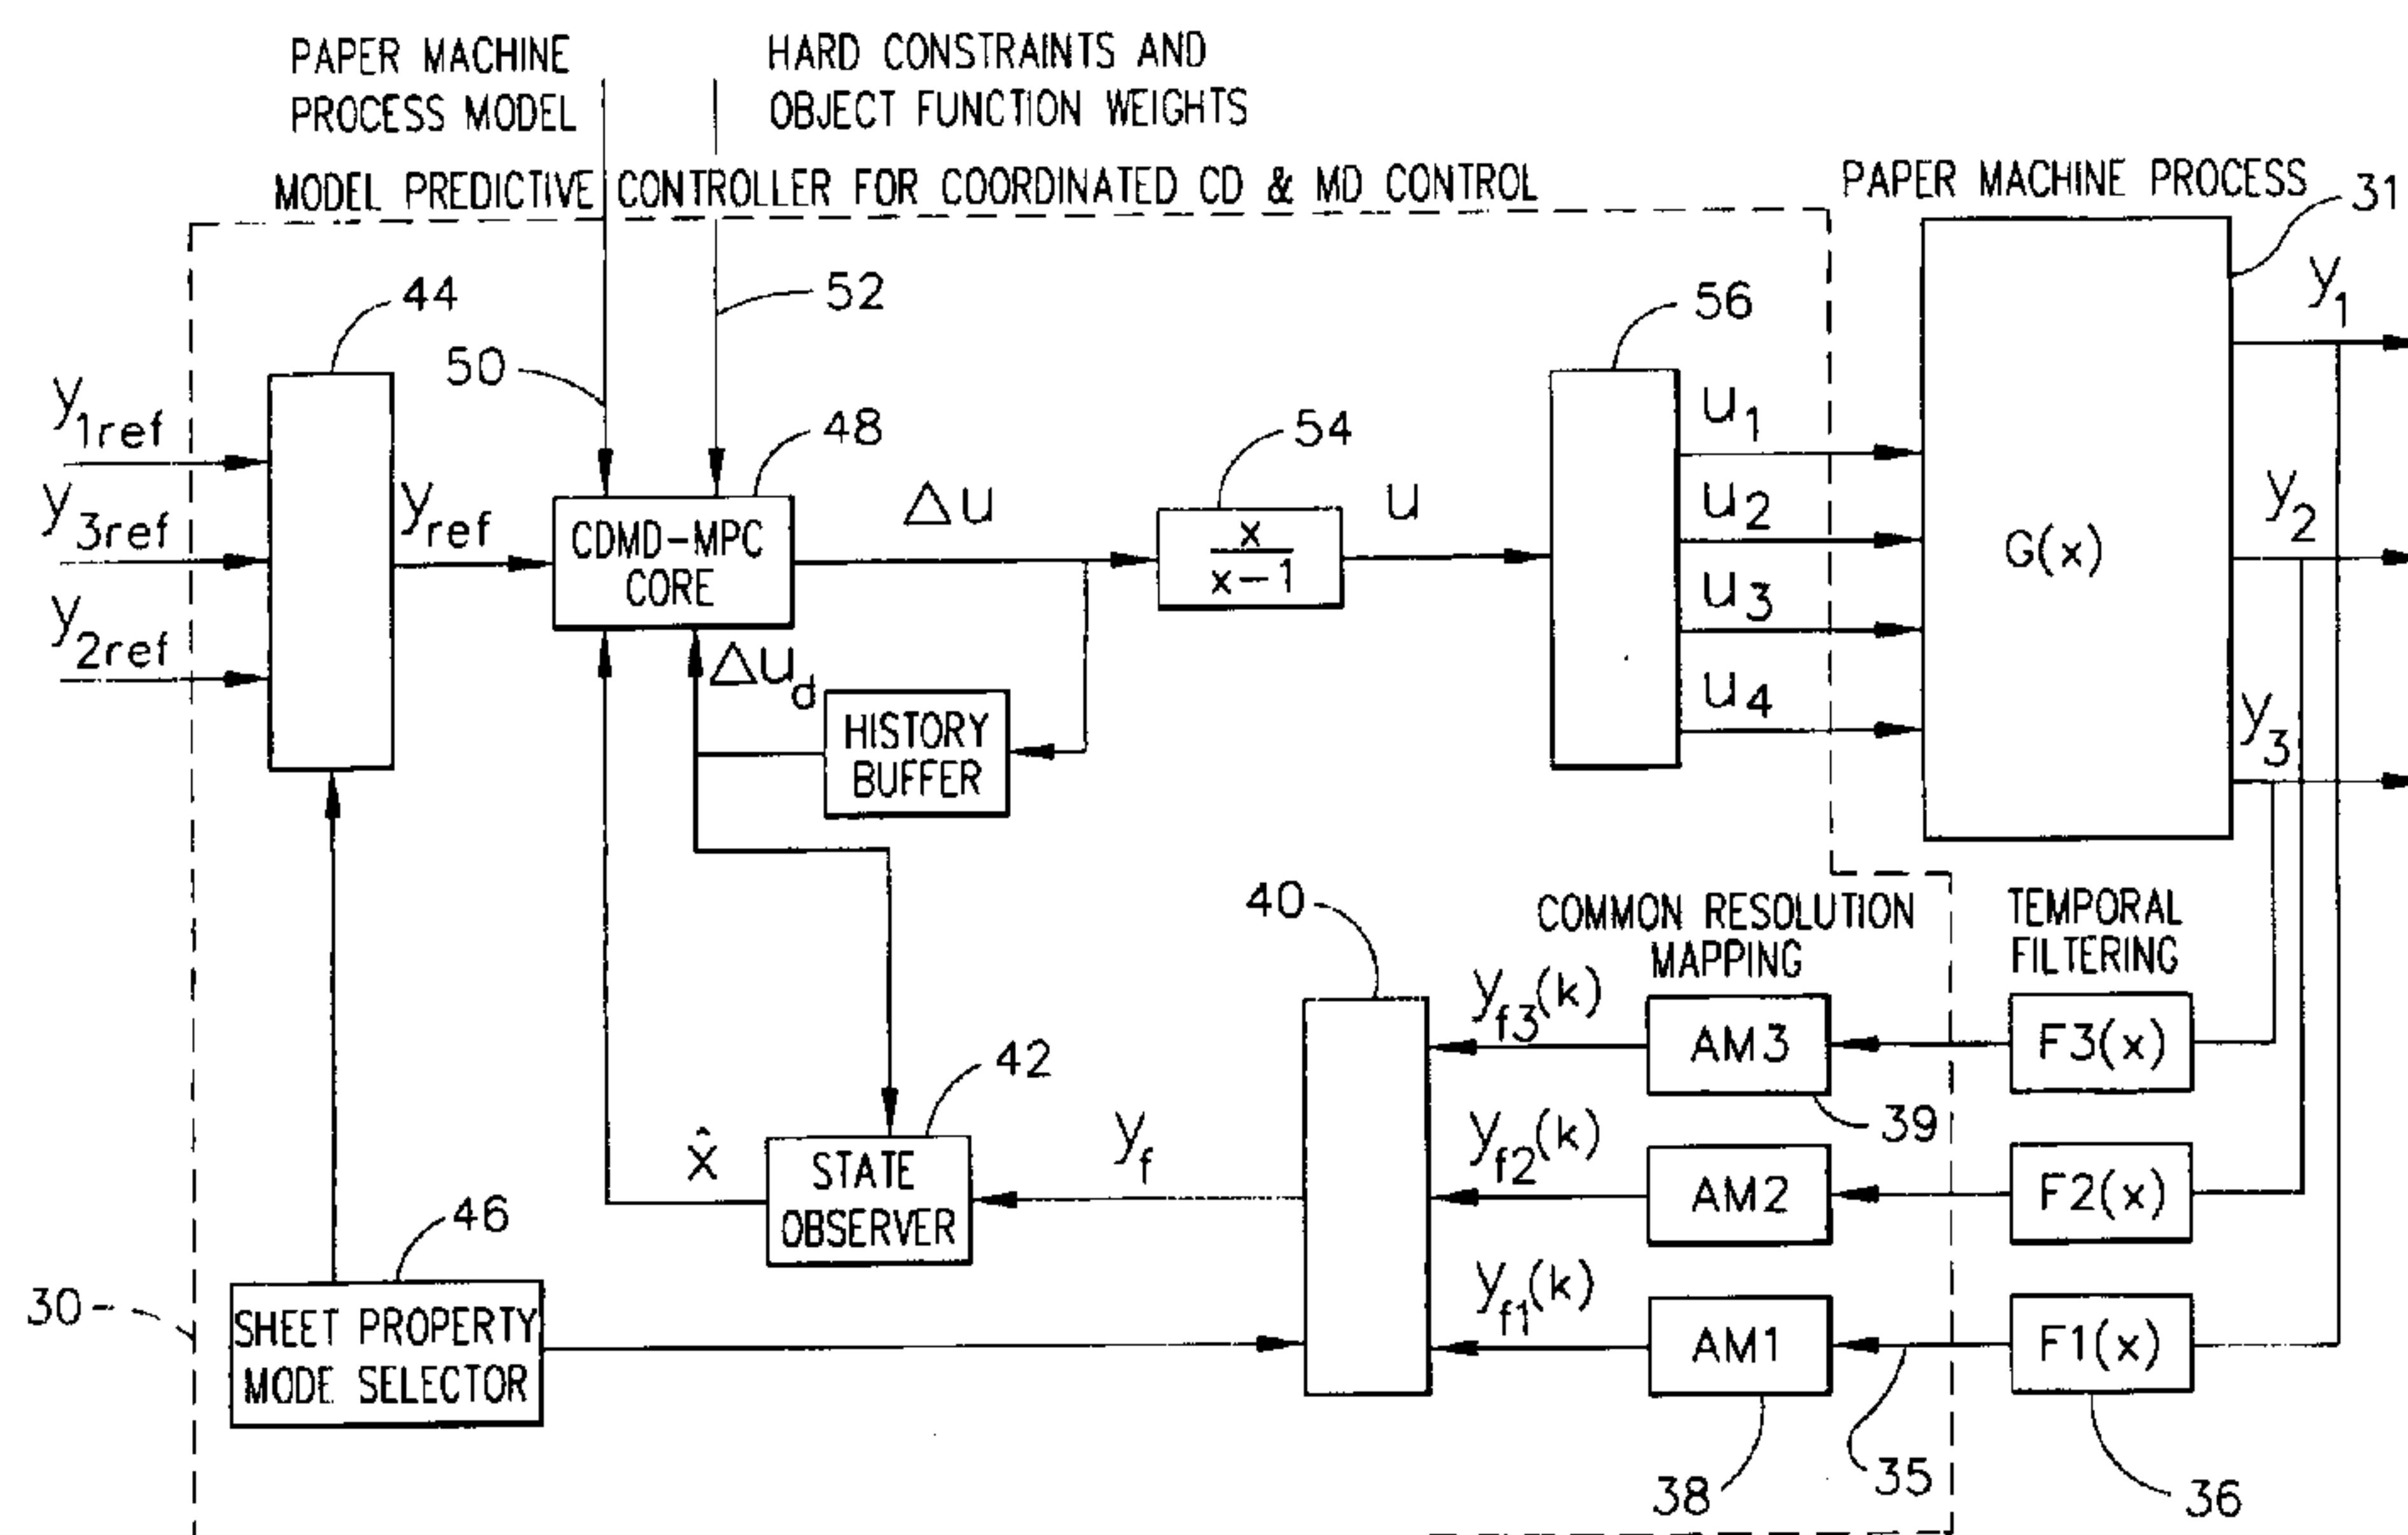 PAPER MACHINE
PROCESS MODEL
HARD CONSTRAINTS AND
OBJECT FUNCTION WEIGHTS
MODEL PREDICTIVE CONTROLLER FOR COORDINATED CD & MD CONTROL
PAPER MACHINE PROCESS
31
44
52
56
y1
50
y1ref
48
54
u1
y3ref
yref
CDMD-MPC
CORE
Δu
x
x-1
u
u2
G(x)
y2
y2ref
Δud
u3
u4
y3
HISTORY
BUFFER
40
COMMON RESOLUTION
MAPPING
TEMPORAL
FILTERING
yf3(k)
AM3
F3(x)
42
39
x̂
STATE
OBSERVER
yf
yf2(k)
AM2
F2(x)
46
30
SHEET PROPERTY
MODE SELECTOR
yf1(k)
AM1
F1(x)
38
35
36